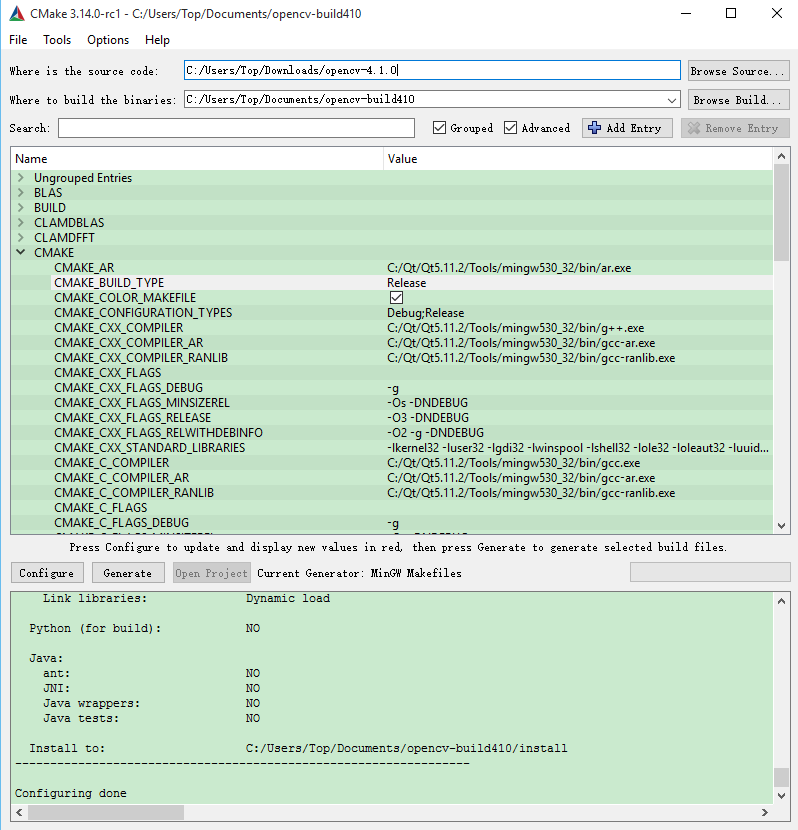 CMake 3.14.0-rc1 - C:/Users/Top/Documents/opencv-build410
File Tools Options Help
Where is the source code: C:/Users/Top/Downloads/opencv-4.1.0 Browse Source...
Where to build the binaries: C:/Users/Top/Documents/opencv-build410 Browse Build...
Search: Grouped Advanced Add Entry Remove Entry
Name Value
Ungrouped Entries
BLAS
BUILD
CLAMDBLAS
CLAMDFFT
CMAKE
CMAKE_AR C:/Qt/Qt5.11.2/Tools/mingw530_32/bin/ar.exe
CMAKE_BUILD_TYPE Release
CMAKE_COLOR_MAKEFILE
CMAKE_CONFIGURATION_TYPES Debug;Release
CMAKE_CXX_COMPILER C:/Qt/Qt5.11.2/Tools/mingw530_32/bin/g++.exe
CMAKE_CXX_COMPILER_AR C:/Qt/Qt5.11.2/Tools/mingw530_32/bin/gcc-ar.exe
CMAKE_CXX_COMPILER_RANLIB C:/Qt/Qt5.11.2/Tools/mingw530_32/bin/gcc-ranlib.exe
CMAKE_CXX_FLAGS
CMAKE_CXX_FLAGS_DEBUG -g
CMAKE_CXX_FLAGS_MINSIZEREL -Os -DNDEBUG
CMAKE_CXX_FLAGS_RELEASE -O3 -DNDEBUG
CMAKE_CXX_FLAGS_RELWITHDEBINFO -O2 -g -DNDEBUG
CMAKE_CXX_STANDARD_LIBRARIES -lkernel32 -luser32 -lgdi32 -lwinspool -lshell32 -lole32 -loleaut32 -luuid...
CMAKE_C_COMPILER C:/Qt/Qt5.11.2/Tools/mingw530_32/bin/gcc.exe
CMAKE_C_COMPILER_AR C:/Qt/Qt5.11.2/Tools/mingw530_32/bin/gcc-ar.exe
CMAKE_C_COMPILER_RANLIB C:/Qt/Qt5.11.2/Tools/mingw530_32/bin/gcc-ranlib.exe
CMAKE_C_FLAGS
CMAKE_C_FLAGS_DEBUG -g
Press Configure to update and display new values in red, then press Generate to generate selected build files.
Configure Generate Open Project Current Generator: MinGW Makefiles
Link libraries: Dynamic load
Python (for build): NO
Java:
ant: NO
JNI: NO
Java wrappers: NO
Java tests: NO
Install to: C:/Users/Top/Documents/opencv-build410/install
-----------------------------------------------------------------
Configuring done